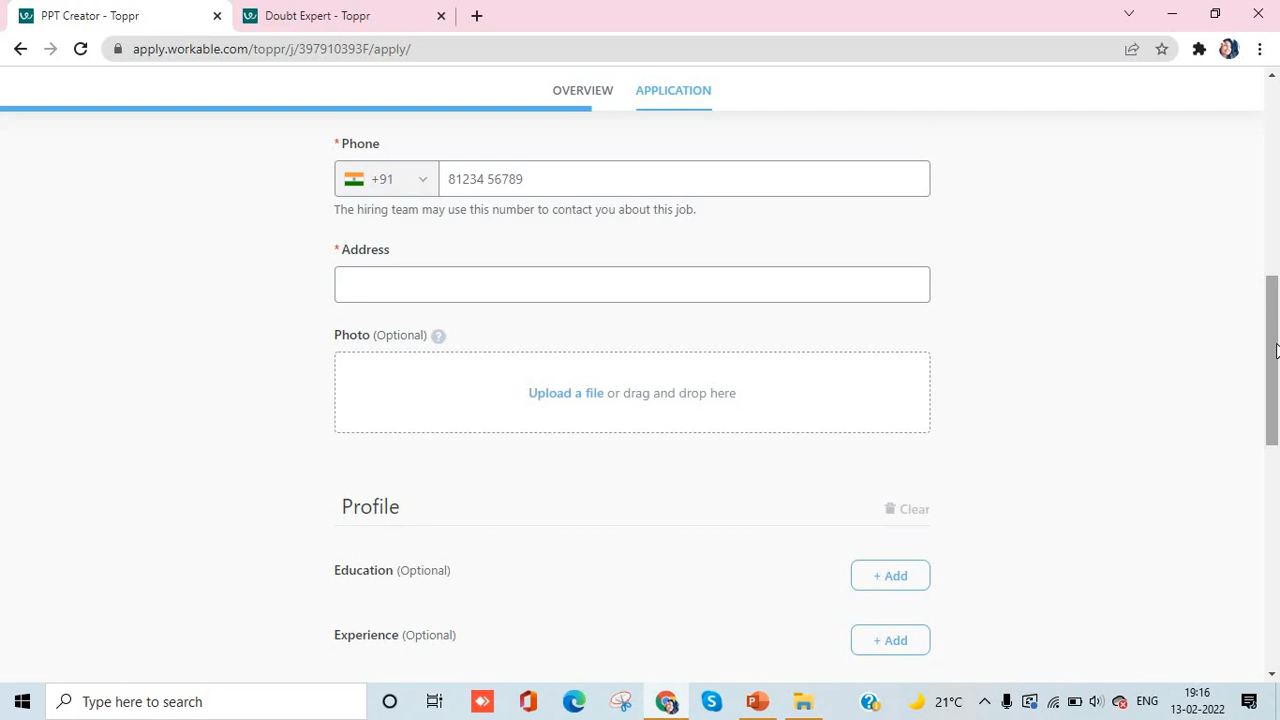 PPT Creator - Toppr
Doubt Expert - Toppr
apply.workable.com/toppr/j/397910393F/apply/
OVERVIEW
APPLICATION
* Phone
+91
81234 56789
The hiring team may use this number to contact you about this job.
* Address
Photo (Optional) ?
Upload a file or drag and drop here
Profile
Clear
Education (Optional)
+ Add
Experience (Optional)
+ Add
Type here to search
21°C
ENG
19:16
13-02-2022